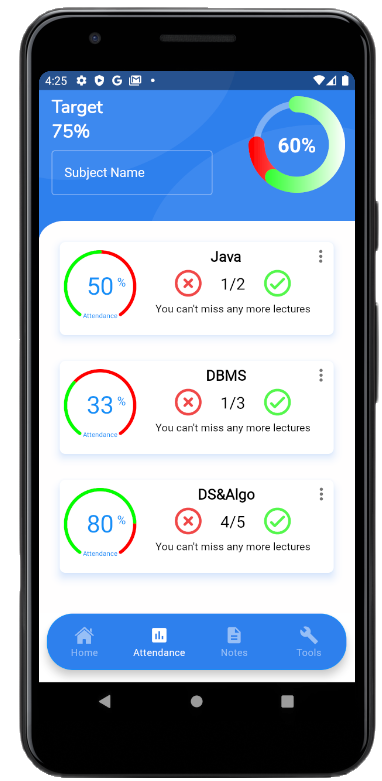 4:25
Target
75%
60%
Subject Name
Java
50 %
Attendance
1/2
You can't miss any more lectures
DBMS
33 %
Attendance
1/3
You can't miss any more lectures
DS&Algo
80 %
Attendance
4/5
You can't miss any more lectures
Home
Attendance
Notes
Tools